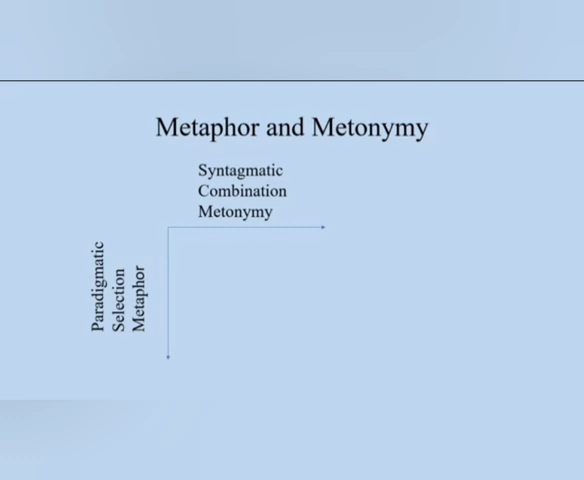 Metaphor and Metonymy
Syntagmatic
Combination
Metonymy
Paradigmatic
Selection
Metaphor